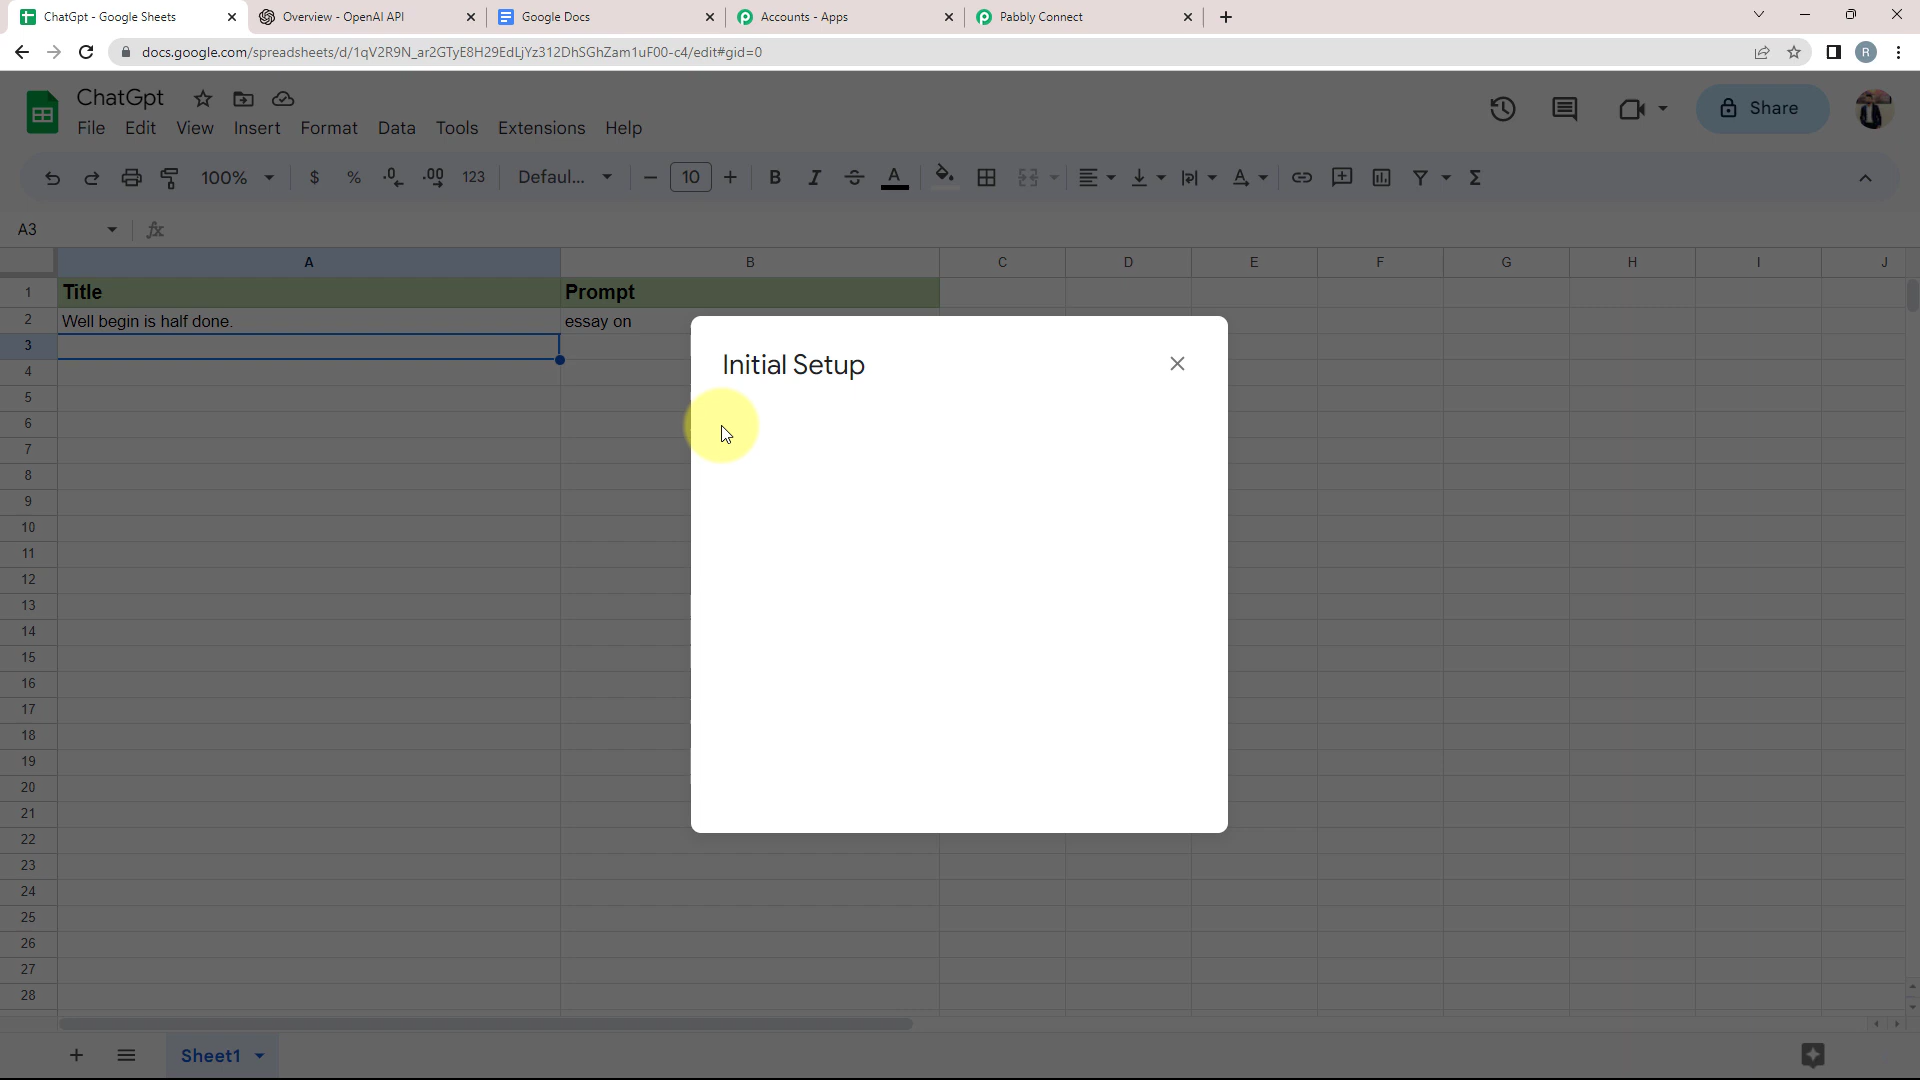 ChatGpt - Google Sheets
Overview - OpenAI API
Google Docs
Accounts - Apps
Pabbly Connect
docs.google.com/spreadsheets/d/1qV2R9N_ar2GTyE8H29EdLjYz312DhSGhZam1uF00-c4/edit#gid=0
R
ChatGpt
File Edit View Insert Format Data Tools Extensions Help
Share
100% $ % .0 .00 123 Defaul... 10 B I S A
A3
A B C D E F G H I J
1 Title Prompt
2 Well begin is half done. essay on
3
4
5
6
7
8
9
10
11
12
13
14
15
16
17
18
19
20
21
22
23
24
25
26
27
28
Initial Setup
Sheet1